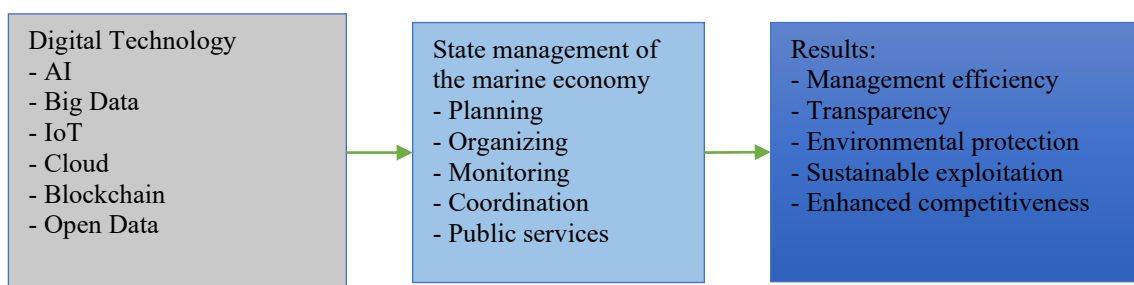 Digital Technology
- AI
- Big Data
- IoT
- Cloud
- Blockchain
- Open Data
State management of
the marine economy
- Planning
- Organizing
- Monitoring
- Coordination
- Public services
Results:
- Management efficiency
- Transparency
- Environmental protection
- Sustainable exploitation
- Enhanced competitiveness